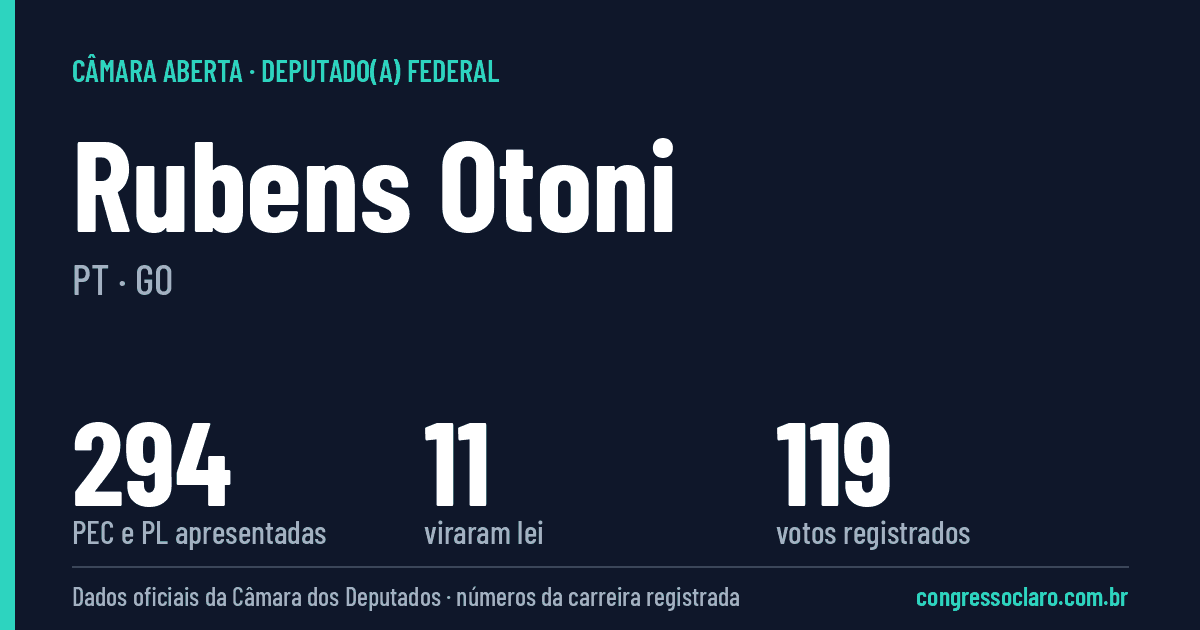 CÂMARA ABERTA · DEPUTADO(A) FEDERAL
Rubens Otoni
PT · GO
294 11 119
PEC e PL apresentadas viraram lei votos registrados
Dados oficiais da Câmara dos Deputados · números da carreira registrada congressoclaro.com.br